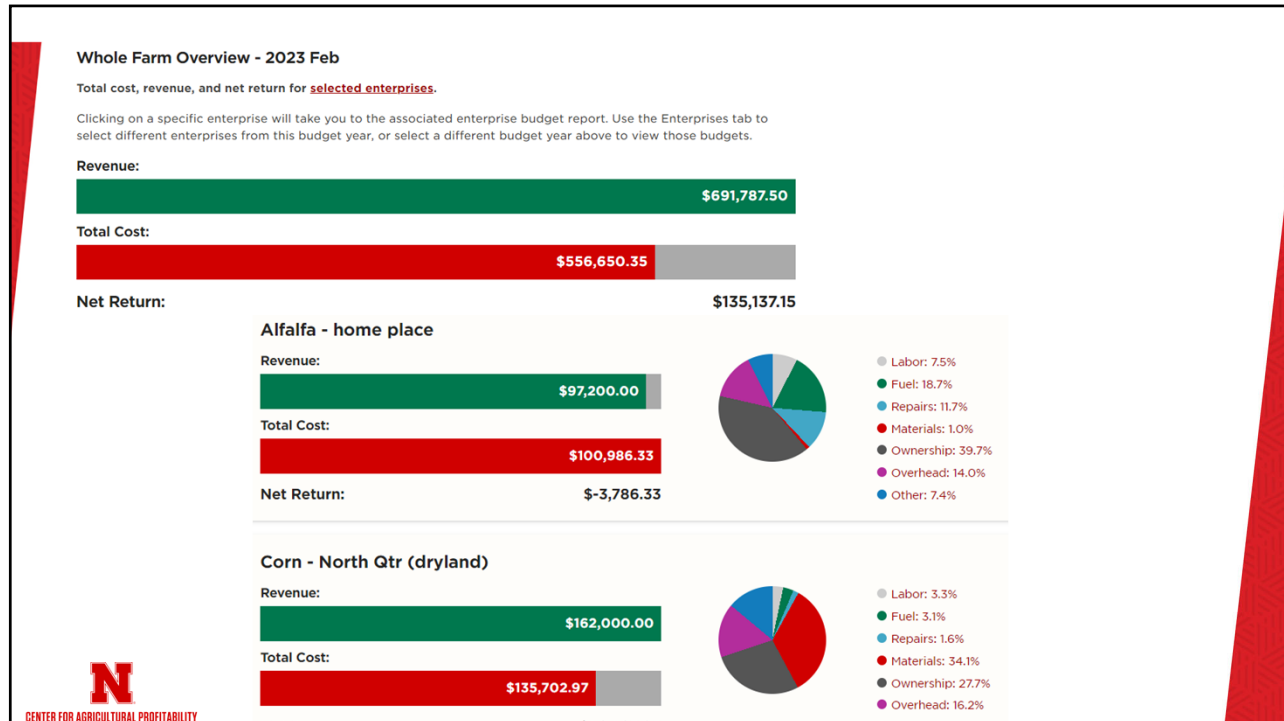 Whole Farm Overview - 2023 Feb
Total cost, revenue, and net return for selected enterprises.
Clicking on a specific enterprise will take you to the associated enterprise budget report. Use the Enterprises tab to
select different enterprises from this budget year, or select a different budget year above to view those budgets.
Revenue:
$691,787.50
Total Cost:
$556,650.35
Net Return: $135,137.15
Alfalfa - home place
Revenue:
$97,200.00
Total Cost:
$100,986.33
Net Return: $-3,786.33
Labor: 7.5%
Fuel: 18.7%
Repairs: 11.7%
Materials: 1.0%
Ownership: 39.7%
Overhead: 14.0%
Other: 7.4%
Corn - North Qtr (dryland)
Revenue:
$162,000.00
Total Cost:
$135,702.97
Labor: 3.3%
Fuel: 3.1%
Repairs: 1.6%
Materials: 34.1%
Ownership: 27.7%
Overhead: 16.2%
N
CENTER FOR AGRICULTURAL PROFITABILITY